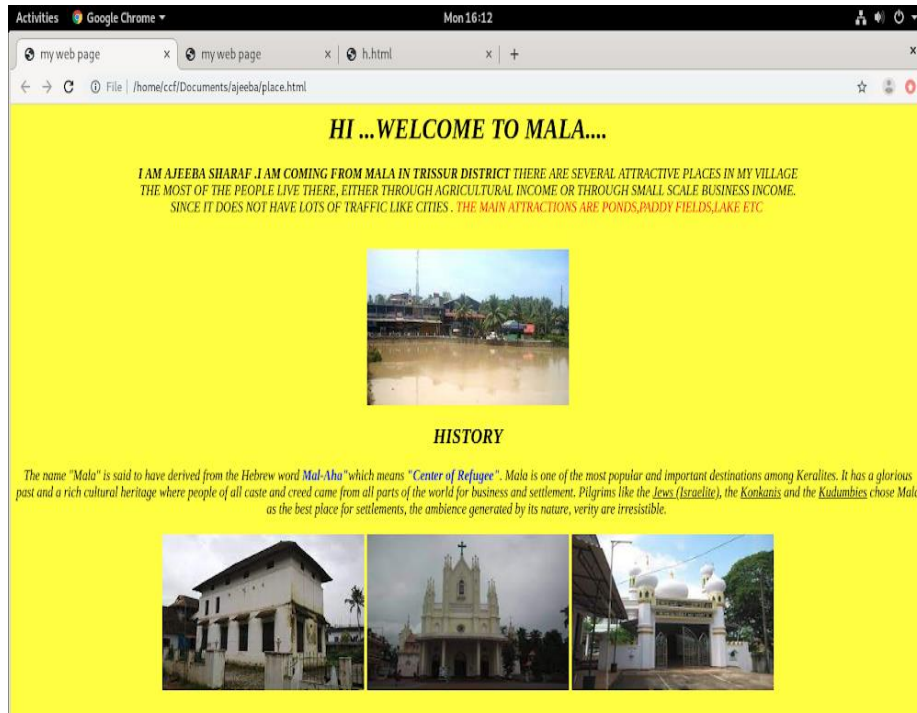 Activities Google Chrome Mon 16:12
my web page × my web page × h.html × +
File | /home/ccf/Documents/ajeeba/place.html
HI ...WELCOME TO MALA....
I AM AJEEBA SHARAF .I AM COMING FROM MALA IN TRISSUR DISTRICT THERE ARE SEVERAL ATTRACTIVE PLACES IN MY VILLAGE
THE MOST OF THE PEOPLE LIVE THERE, EITHER THROUGH AGRICULTURAL INCOME OR THROUGH SMALL SCALE BUSINESS INCOME.
SINCE IT DOES NOT HAVE LOTS OF TRAFFIC LIKE CITIES . THE MAIN ATTRACTIONS ARE PONDS,PADDY FIELDS,LAKE ETC
HISTORY
The name "Mala" is said to have derived from the Hebrew word Mal-Aha"which means "Center of Refugee". Mala is one of the most popular and important destinations among Keralites. It has a glorious
past and a rich cultural heritage where people of all caste and creed came from all parts of the world for business and settlement. Pilgrims like the Jews (Israelite), the Konkanis and the Kudumbies chose Mala
as the best place for settlements, the ambience generated by its nature, verity are irresistible.